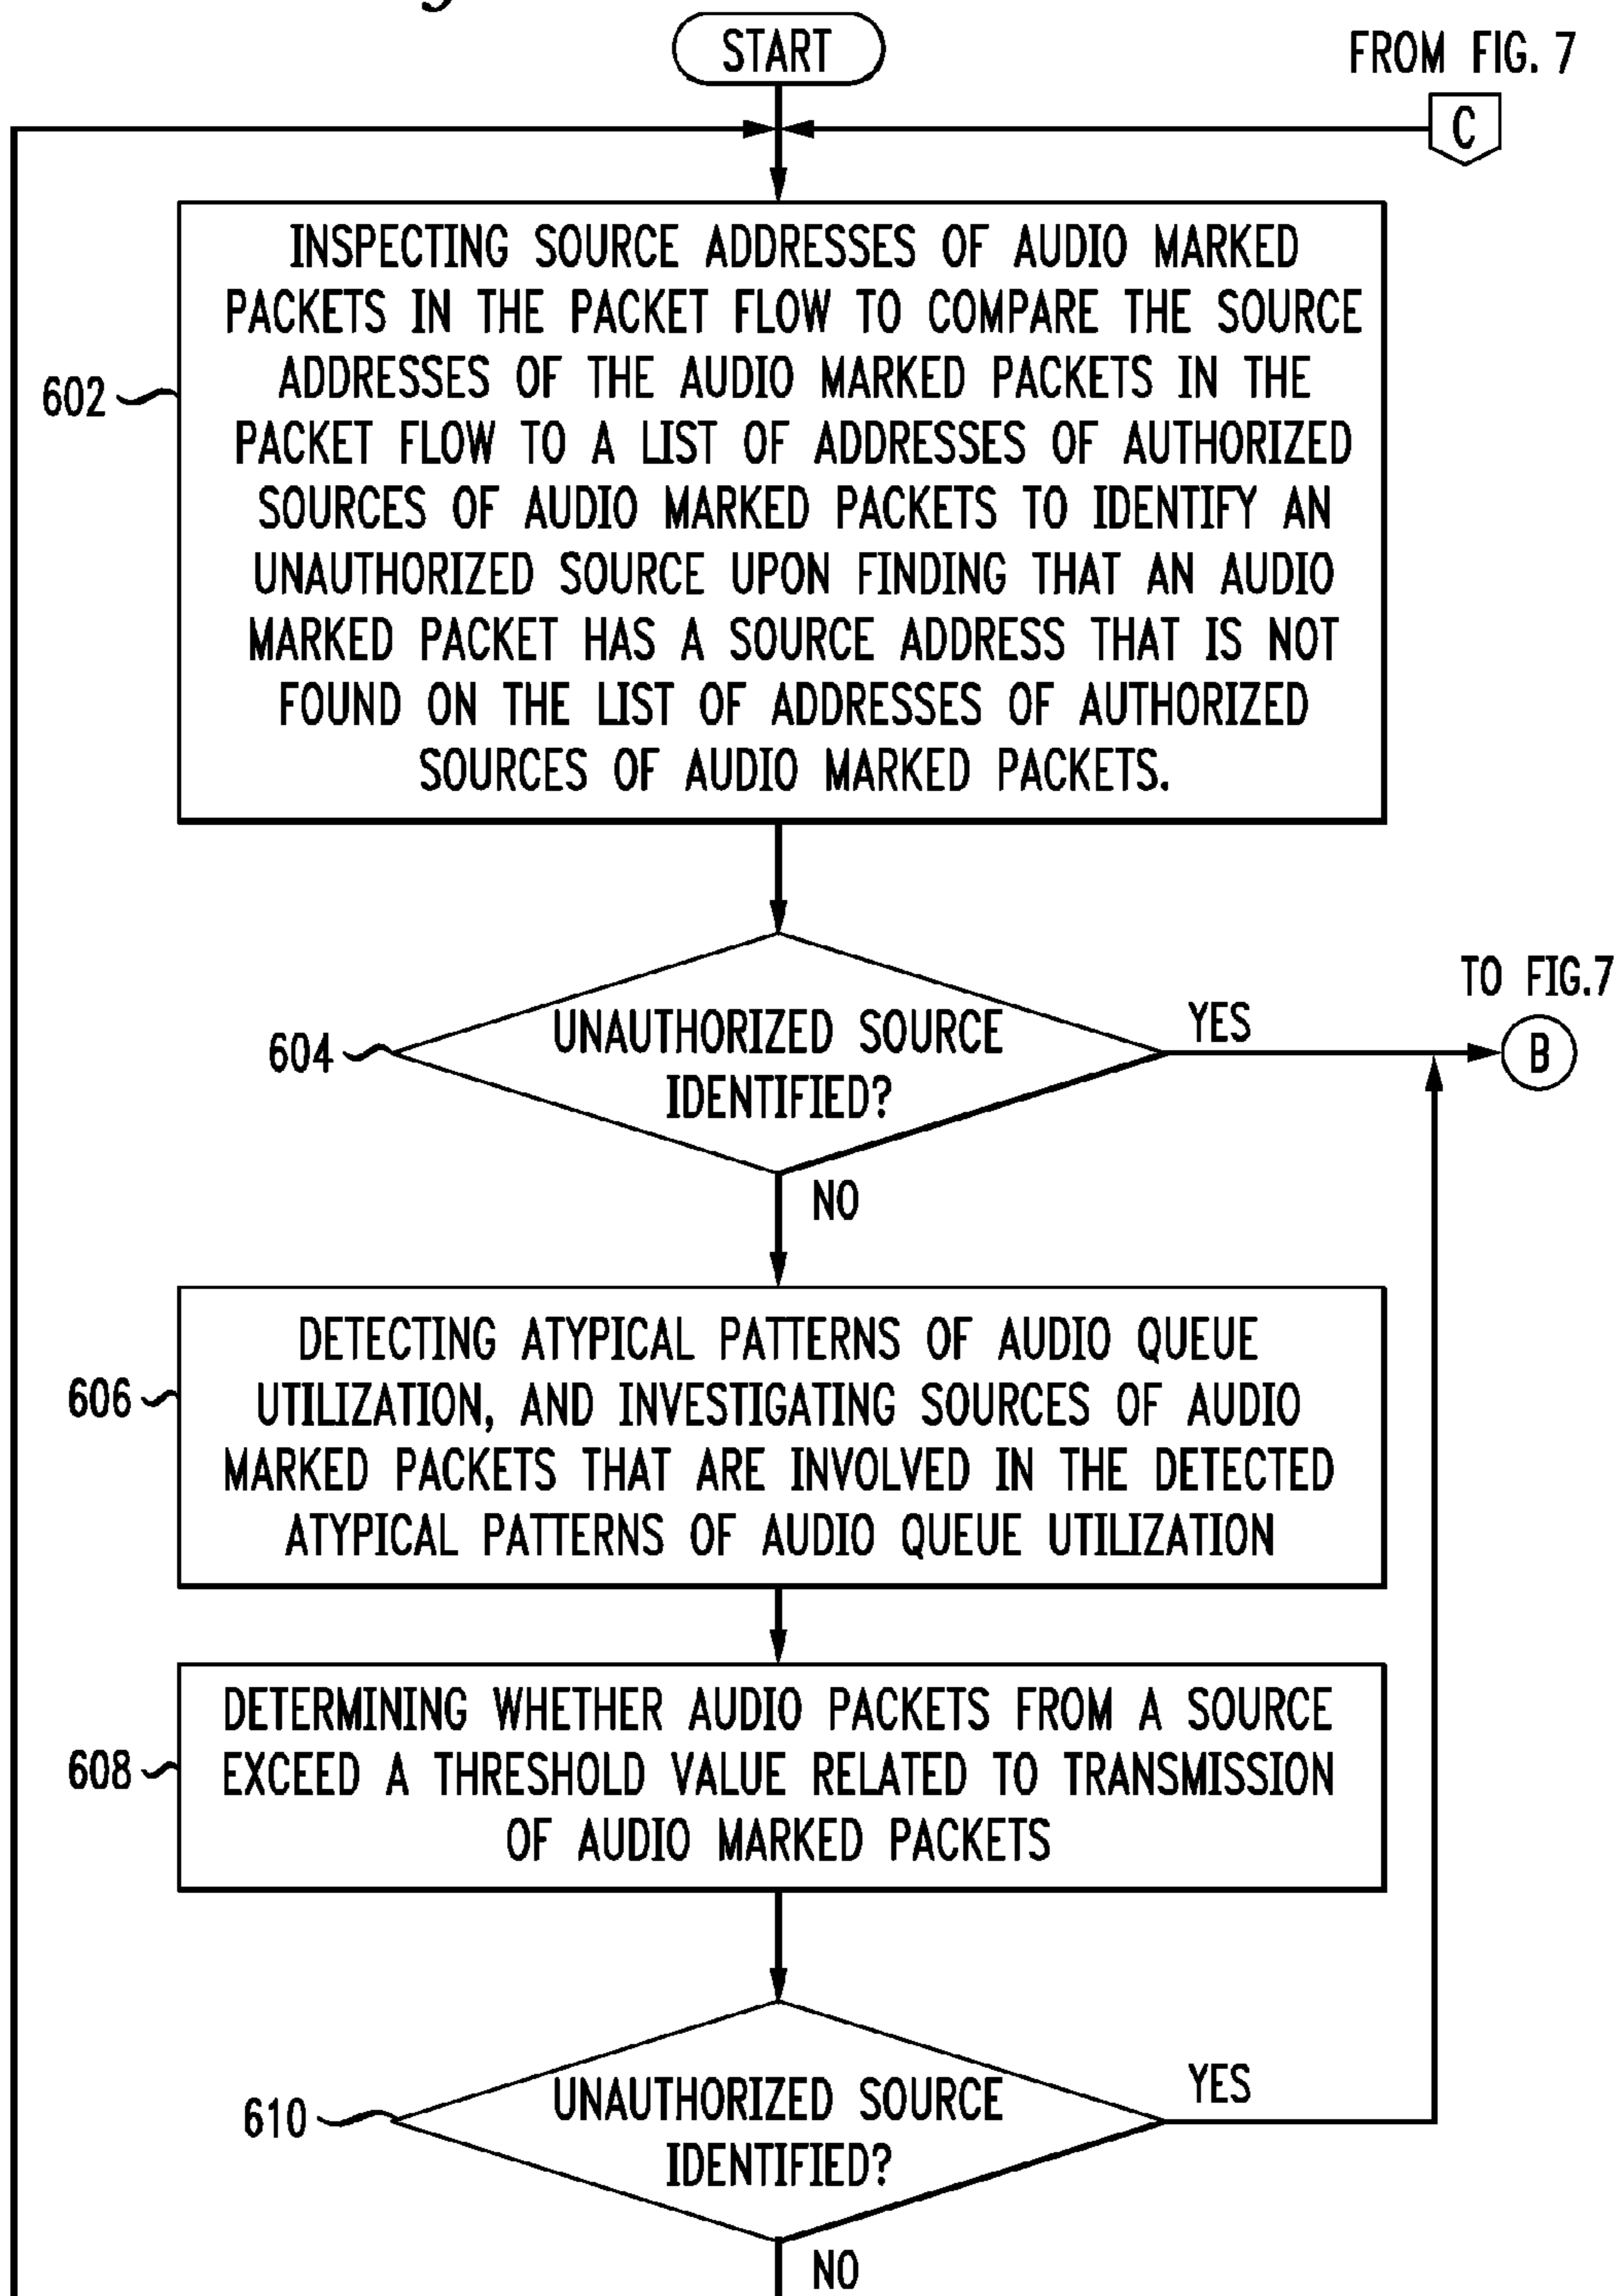 START
FROM FIG. 7
C
602
INSPECTING SOURCE ADDRESSES OF AUDIO MARKED
PACKETS IN THE PACKET FLOW TO COMPARE THE SOURCE
ADDRESSES OF THE AUDIO MARKED PACKETS IN THE
PACKET FLOW TO A LIST OF ADDRESSES OF AUTHORIZED
SOURCES OF AUDIO MARKED PACKETS TO IDENTIFY AN
UNAUTHORIZED SOURCE UPON FINDING THAT AN AUDIO
MARKED PACKET HAS A SOURCE ADDRESS THAT IS NOT
FOUND ON THE LIST OF ADDRESSES OF AUTHORIZED
SOURCES OF AUDIO MARKED PACKETS.
604
UNAUTHORIZED SOURCE
IDENTIFIED?
YES
TO FIG.7
B
NO
606
DETECTING ATYPICAL PATTERNS OF AUDIO QUEUE
UTILIZATION, AND INVESTIGATING SOURCES OF AUDIO
MARKED PACKETS THAT ARE INVOLVED IN THE DETECTED
ATYPICAL PATTERNS OF AUDIO QUEUE UTILIZATION
608
DETERMINING WHETHER AUDIO PACKETS FROM A SOURCE
EXCEED A THRESHOLD VALUE RELATED TO TRANSMISSION
OF AUDIO MARKED PACKETS
610
UNAUTHORIZED SOURCE
IDENTIFIED?
YES
NO